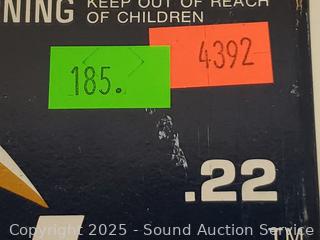 NING KEEP OUT OF REACH
OF CHILDREN
4392
185.
.22
TM
Copyright 2025 - Sound Auction Service